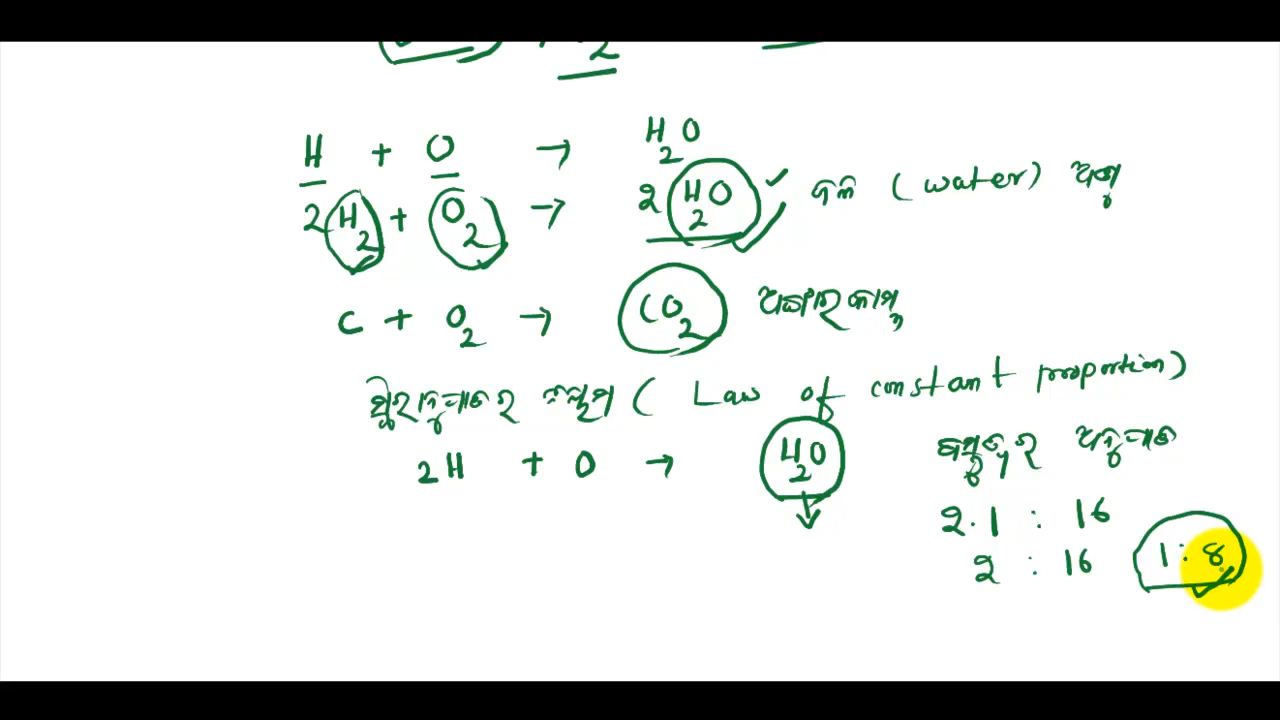 H + O → H₂O
2H₂ + O₂ → 2H₂O ଜଳ (water) ଅଣୁ
C + O₂ → CO₂ ଅଙ୍ଗାରକାମ୍ଳ
ସ୍ଥିରାନୁପାତର ନିୟମ (Law of constant proportion)
2H + O → H₂O
ବସ୍ତୁତ୍ୱର ଅନୁପାତ
2·1 : 16
2 : 16 1 : 8